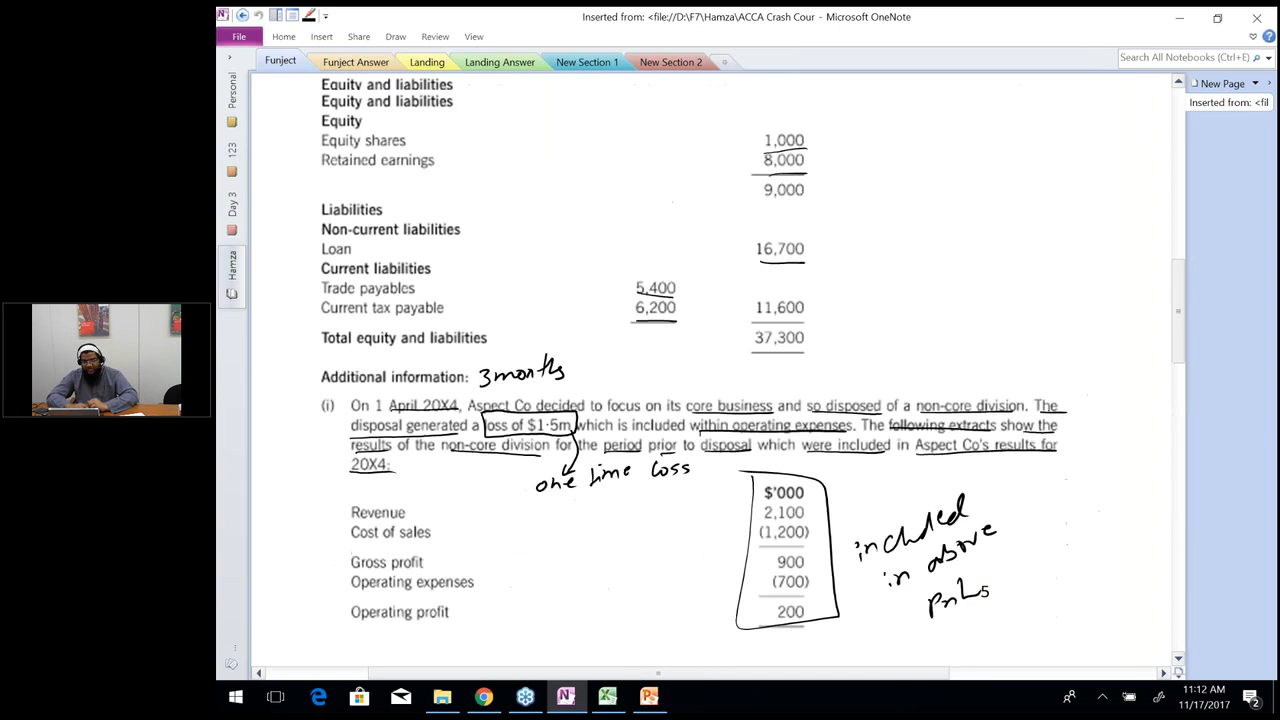 Inserted from: <file://D:\F7\Hamza\ACCA Crash Cour - Microsoft OneNote
File Home Insert Share Draw Review View
Funject Funject Answer Landing Landing Answer New Section 1 New Section 2
Search All Notebooks (Ctrl+E)
New Page
Inserted from: <fil
Personal
123
Day 3
Hamza
Equity and liabilities
Equity and liabilities
Equity
Equity shares 1,000
Retained earnings 8,000
9,000
Liabilities
Non-current liabilities
Loan 16,700
Current liabilities
Trade payables 5,400
Current tax payable 6,200 11,600
Total equity and liabilities 37,300
Additional information: 3 months
(i) On 1 April 20X4, Aspect Co decided to focus on its core business and so disposed of a non-core division. The
disposal generated a loss of $1·5m which is included within operating expenses. The following extracts show the
results of the non-core division for the period prior to disposal which were included in Aspect Co's results for
20X4:
one time loss
$'000
Revenue 2,100
Cost of sales (1,200)
Gross profit 900
Operating expenses (700)
Operating profit 200
included
in above
PnLs
11:12 AM
11/17/2017
2